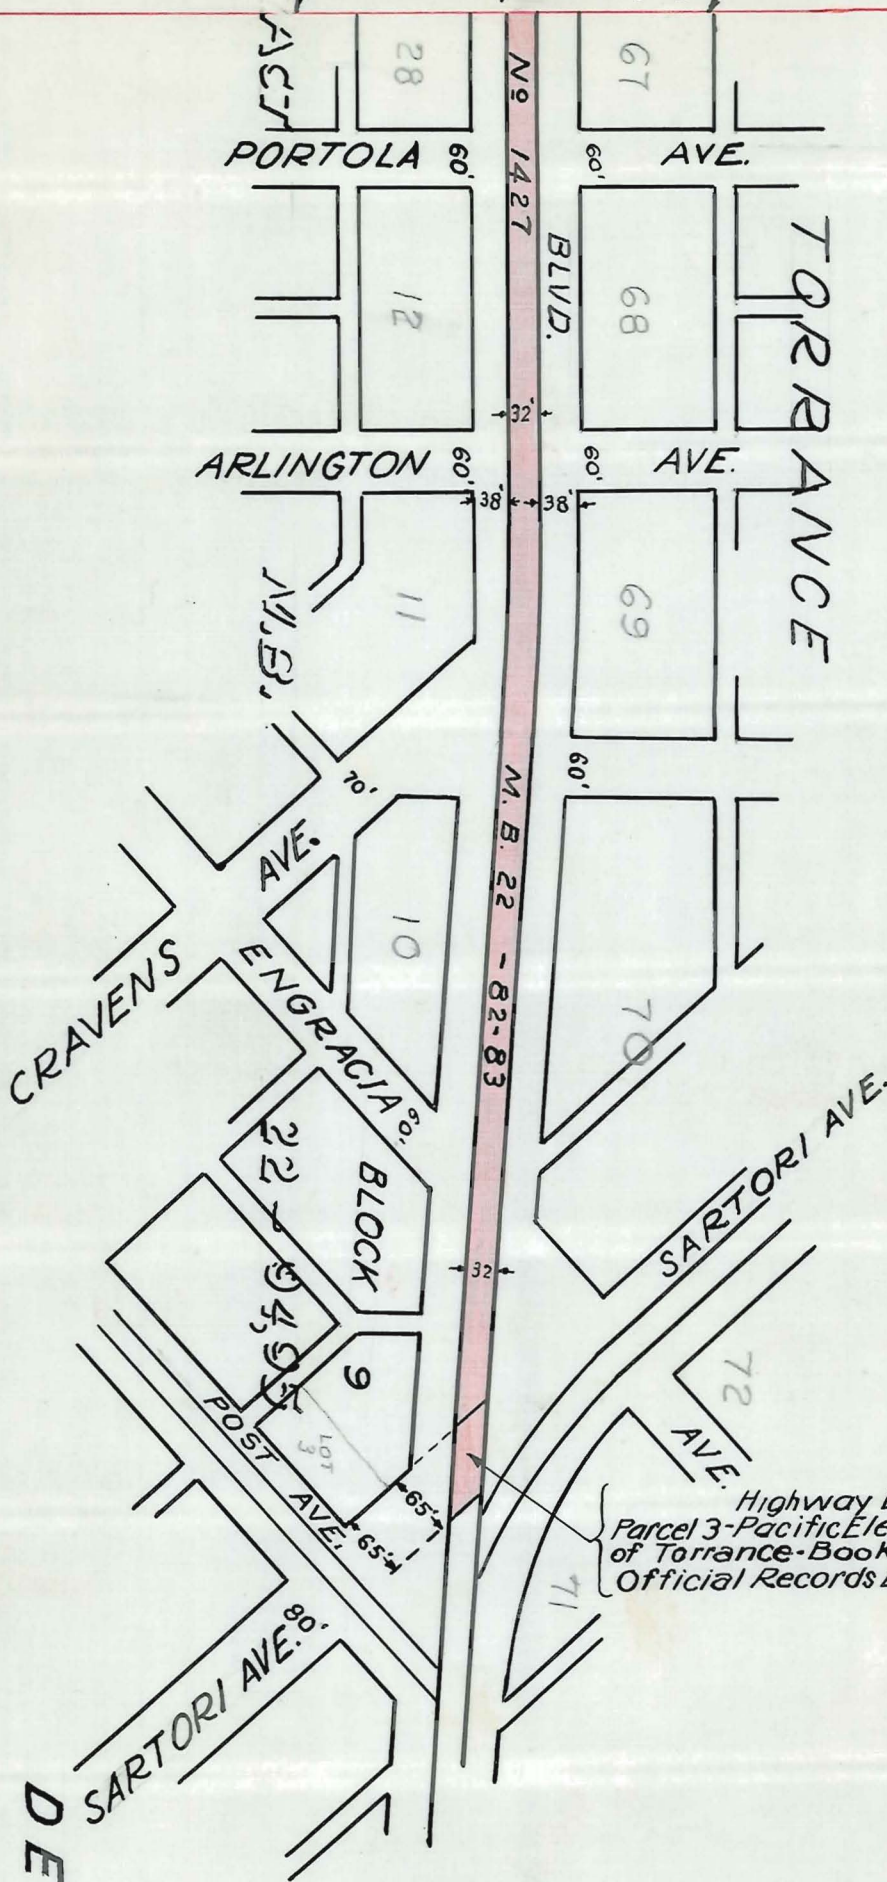 ACT
28
67
Nº 1427
PORTOLA 60'
60' AVE.
BLVD.
TORRANCE
12
68
32'
ARLINGTON 60'
60' AVE.
38' 38'
11
69
M.B.
70'
60'
M. B. 22 - 82-83
AVE.
10
70
CRAVENS
ENGRACIA 60'
SARTORI AVE.
22 - 94,95
BLOCK
9
32
72
AVE.
POST
AVE.
LOT
3
65'
65'
Highway
Parcel 3-Pacific Ele
of Torrance-Book
Official Records
71
80'
SARTORI AVE.
DE